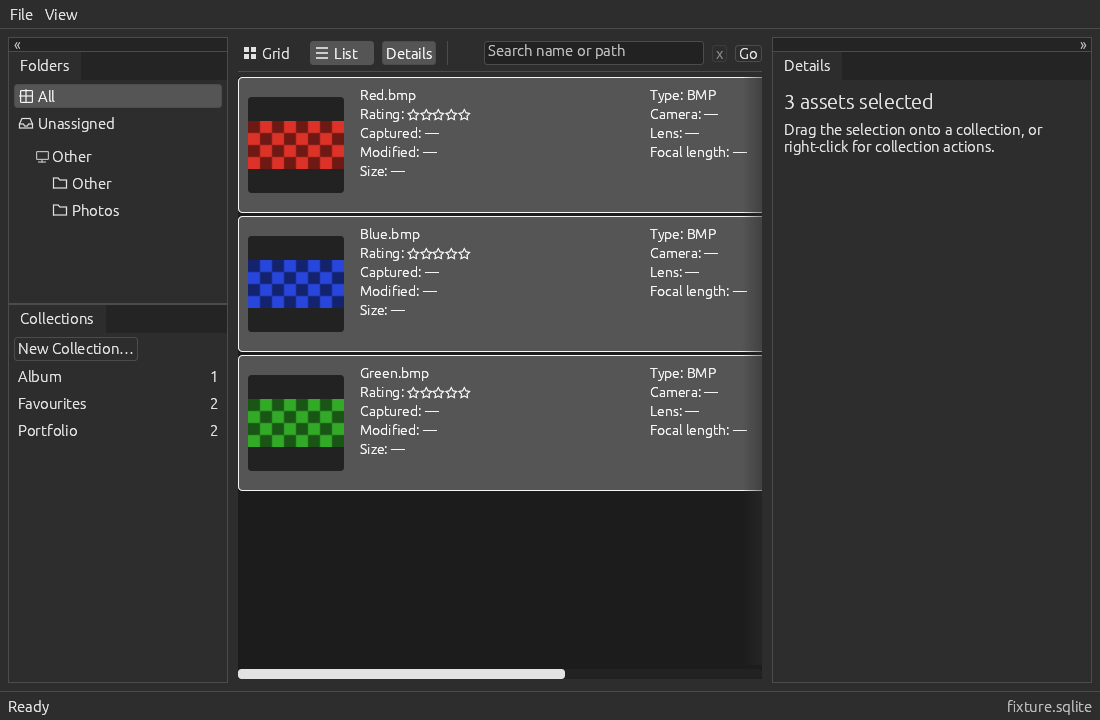 File View
«
Folders
All
Unassigned
Other
Other
Photos
Collections
New Collection...
Album 1
Favourites 2
Portfolio 2
Grid List Details Search name or path x Go
Red.bmp
Rating: ☆☆☆☆☆
Captured: —
Modified: —
Size: —
Type: BMP
Camera: —
Lens: —
Focal length: —
Blue.bmp
Rating: ☆☆☆☆☆
Captured: —
Modified: —
Size: —
Type: BMP
Camera: —
Lens: —
Focal length: —
Green.bmp
Rating: ☆☆☆☆☆
Captured: —
Modified: —
Size: —
Type: BMP
Camera: —
Lens: —
Focal length: —
»
Details
3 assets selected
Drag the selection onto a collection, or
right-click for collection actions.
Ready
fixture.sqlite